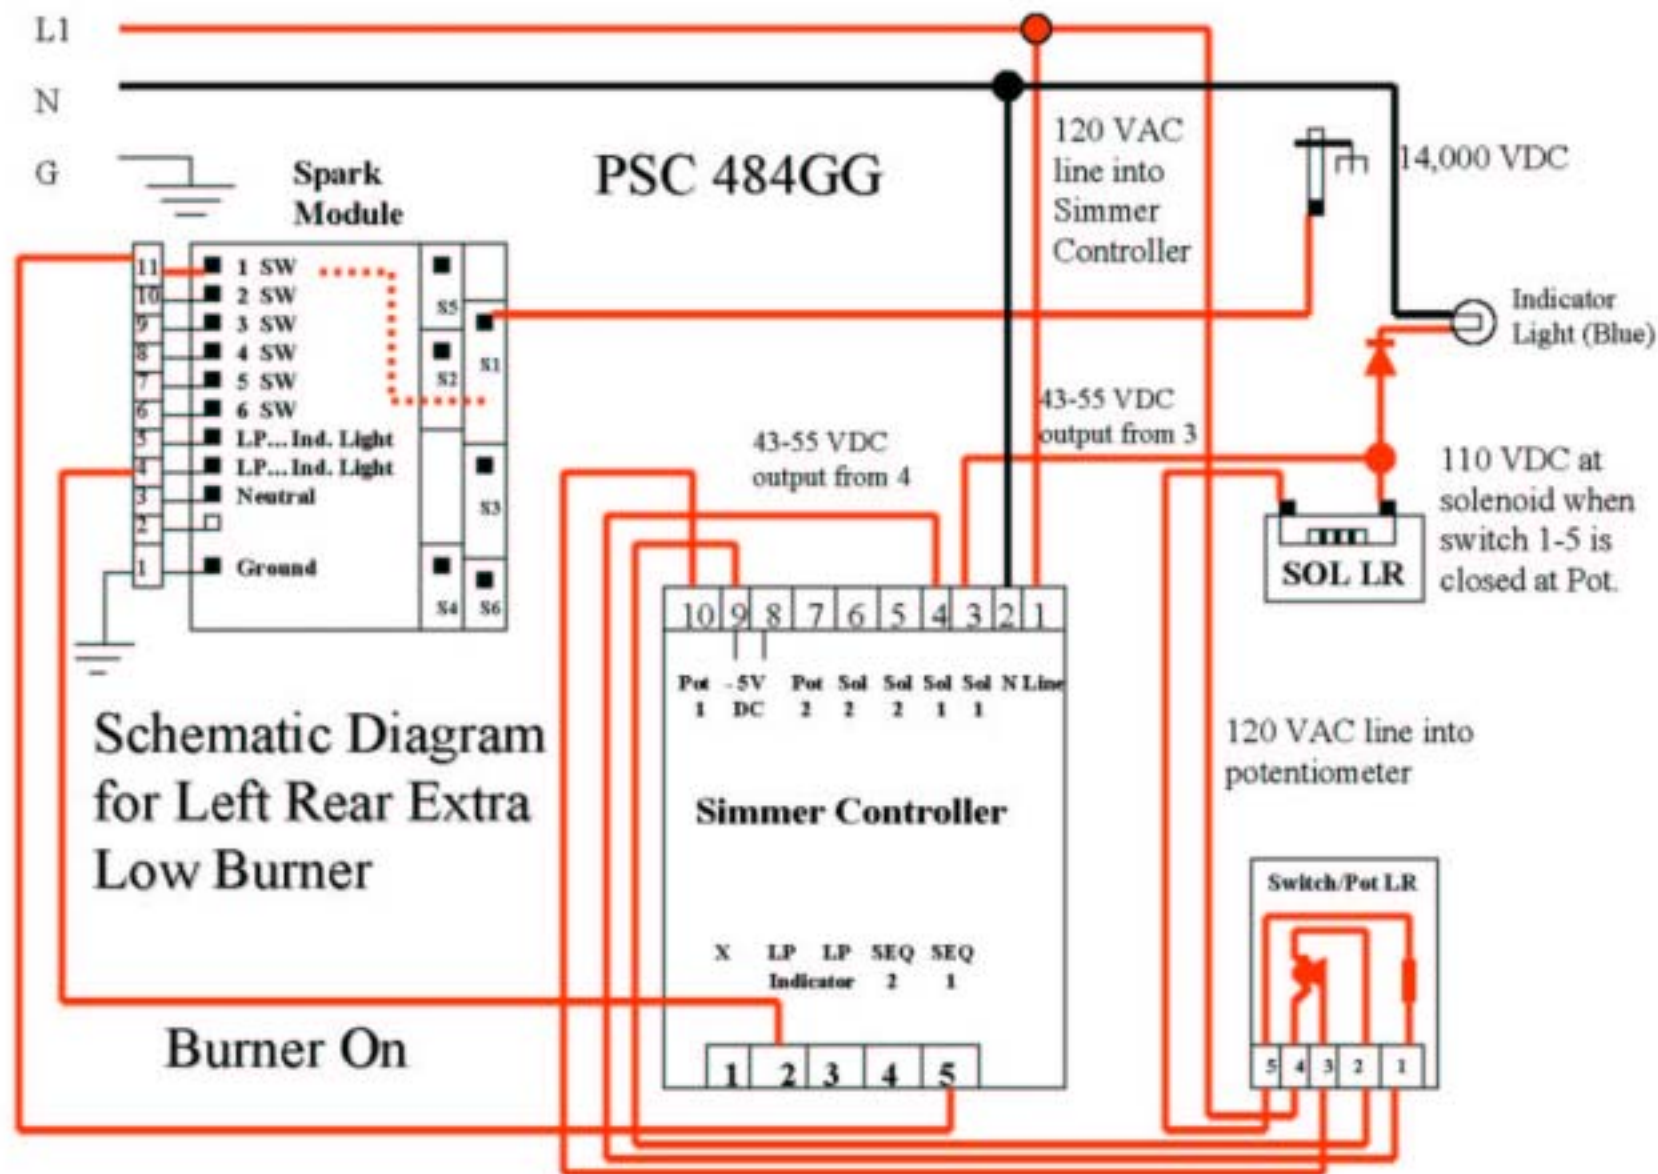 L1
N
G
PSC 484GG
Spark
Module
120 VAC
line into
Simmer
Controller
14,000 VDC
Indicator
Light (Blue)
11
10
9
8
7
6
5
4
3
2
1
1 SW
2 SW
3 SW
4 SW
5 SW
6 SW
LP... Ind. Light
LP... Ind. Light
Neutral
Ground
S5
S1
S2
S3
S4
S6
43-55 VDC
output from 4
43-55 VDC
output from 3
110 VDC at
solenoid when
switch 1-5 is
closed at Pot.
SOL LR
10 9 8 7 6 5 4 3 2 1
Pot -5V Pot Sol Sol Sol Sol N Line
1 DC 2 2 2 1 1
Schematic Diagram
for Left Rear Extra
Low Burner
Simmer Controller
120 VAC line into
potentiometer
Switch/Pot LR
5 4 3 2 1
X LP LP SEQ SEQ
Indicator 2 1
1 2 3 4 5
Burner On